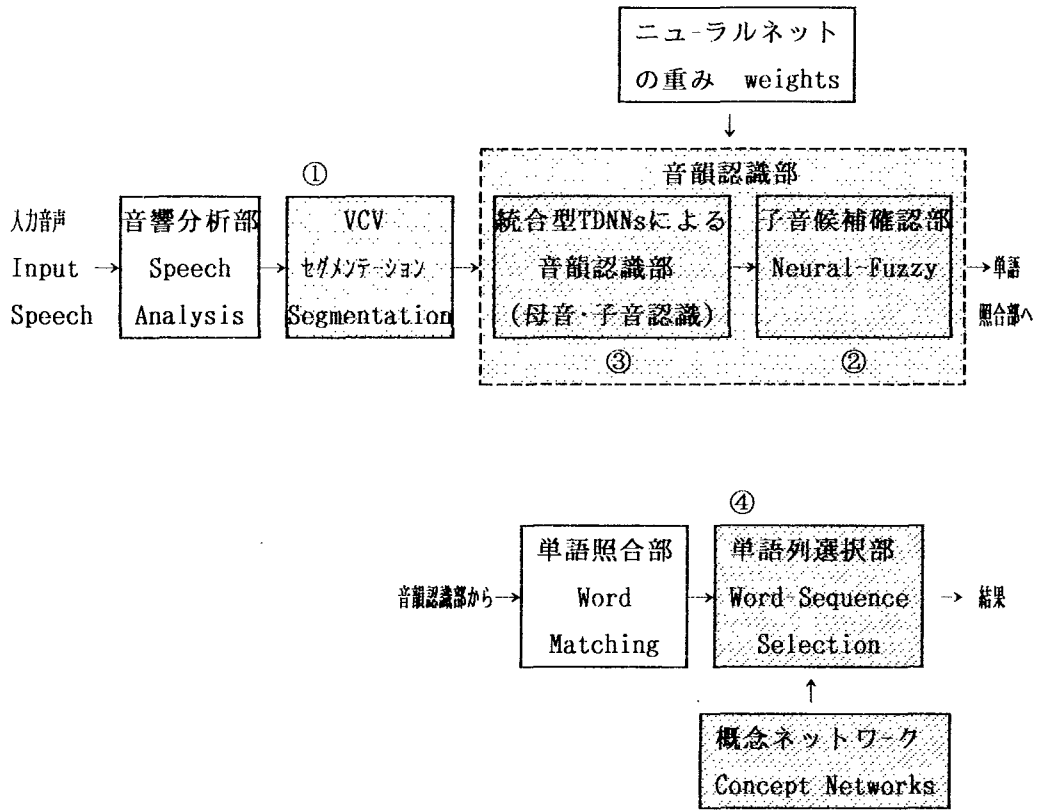 ニューラルネット
の重み weights
↓
音韻認識部
①
入力音声
Input
Speech
→
音響分析部
Speech
Analysis
→
VCV
セグメンテーション
Segmentation
→
統合型TDNNsによる
音韻認識部
(母音・子音認識)
③
→
子音候補確認部
Neural Fuzzy
②
→単語
照合部へ
④
音韻認識部から→
単語照合部
Word
Matching
→
単語列選択部
Word Sequence
Selection
→ 結果
↑
概念ネットワーク
Concept Networks